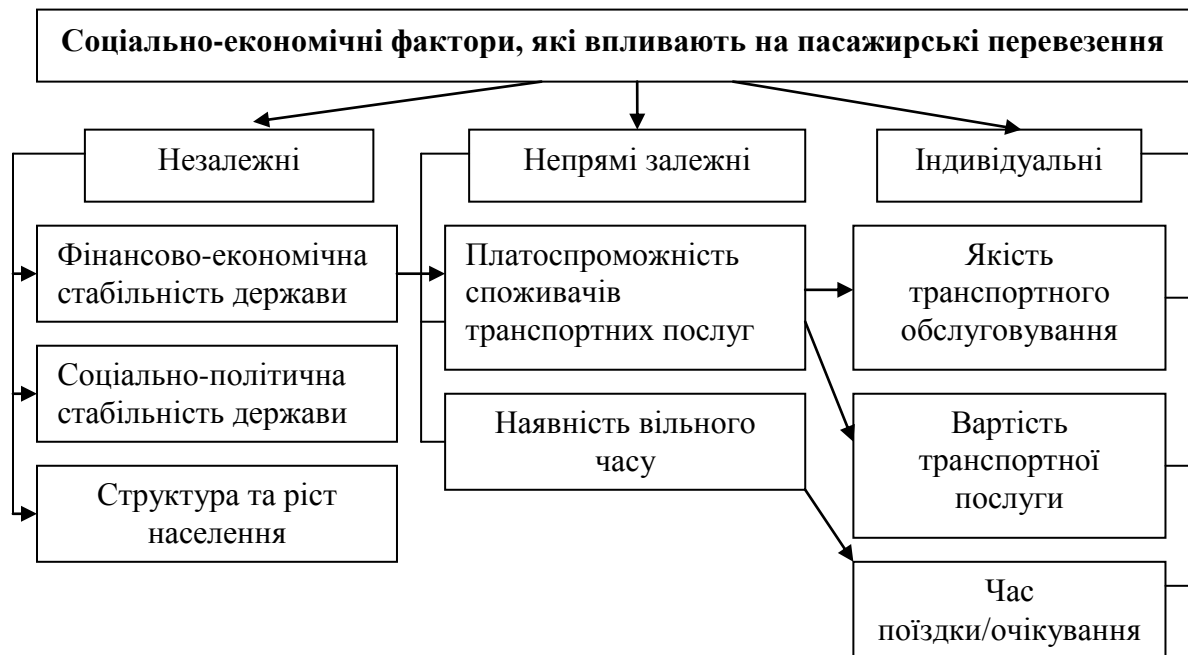 Соціально-економічні фактори, які впливають на пасажирські перевезення
Незалежні
Непрямі залежні
Індивідуальні
Фінансово-економічна
стабільність держави
Соціально-політична
стабільність держави
Структура та ріст
населення
Платоспроможність
споживачів
транспортних послуг
Наявність вільного
часу
Якість
транспортного
обслуговування
Вартість
транспортної
послуги
Час
поїздки/очікування